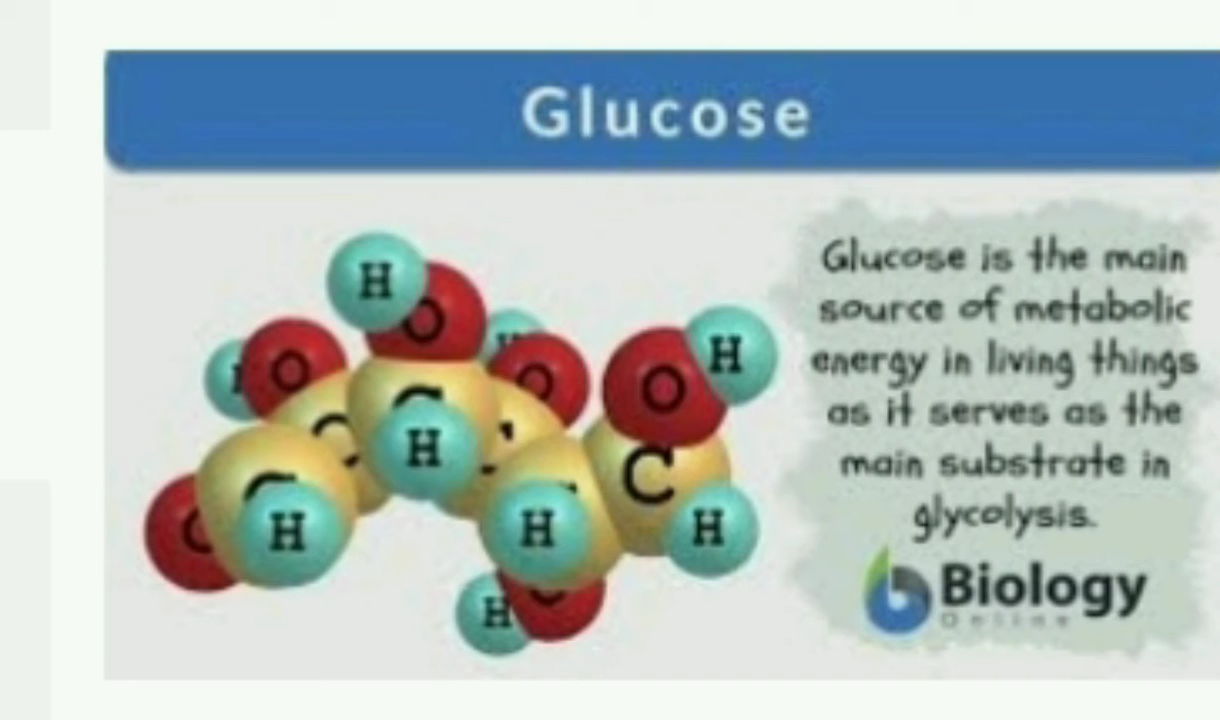 Glucose
H
O
H
O
H
O
O
H
C
H
C
H
H
H
H
O
Glucose is the main
source of metabolic
energy in living things
as it serves as the
main substrate in
glycolysis.
Biology
Online